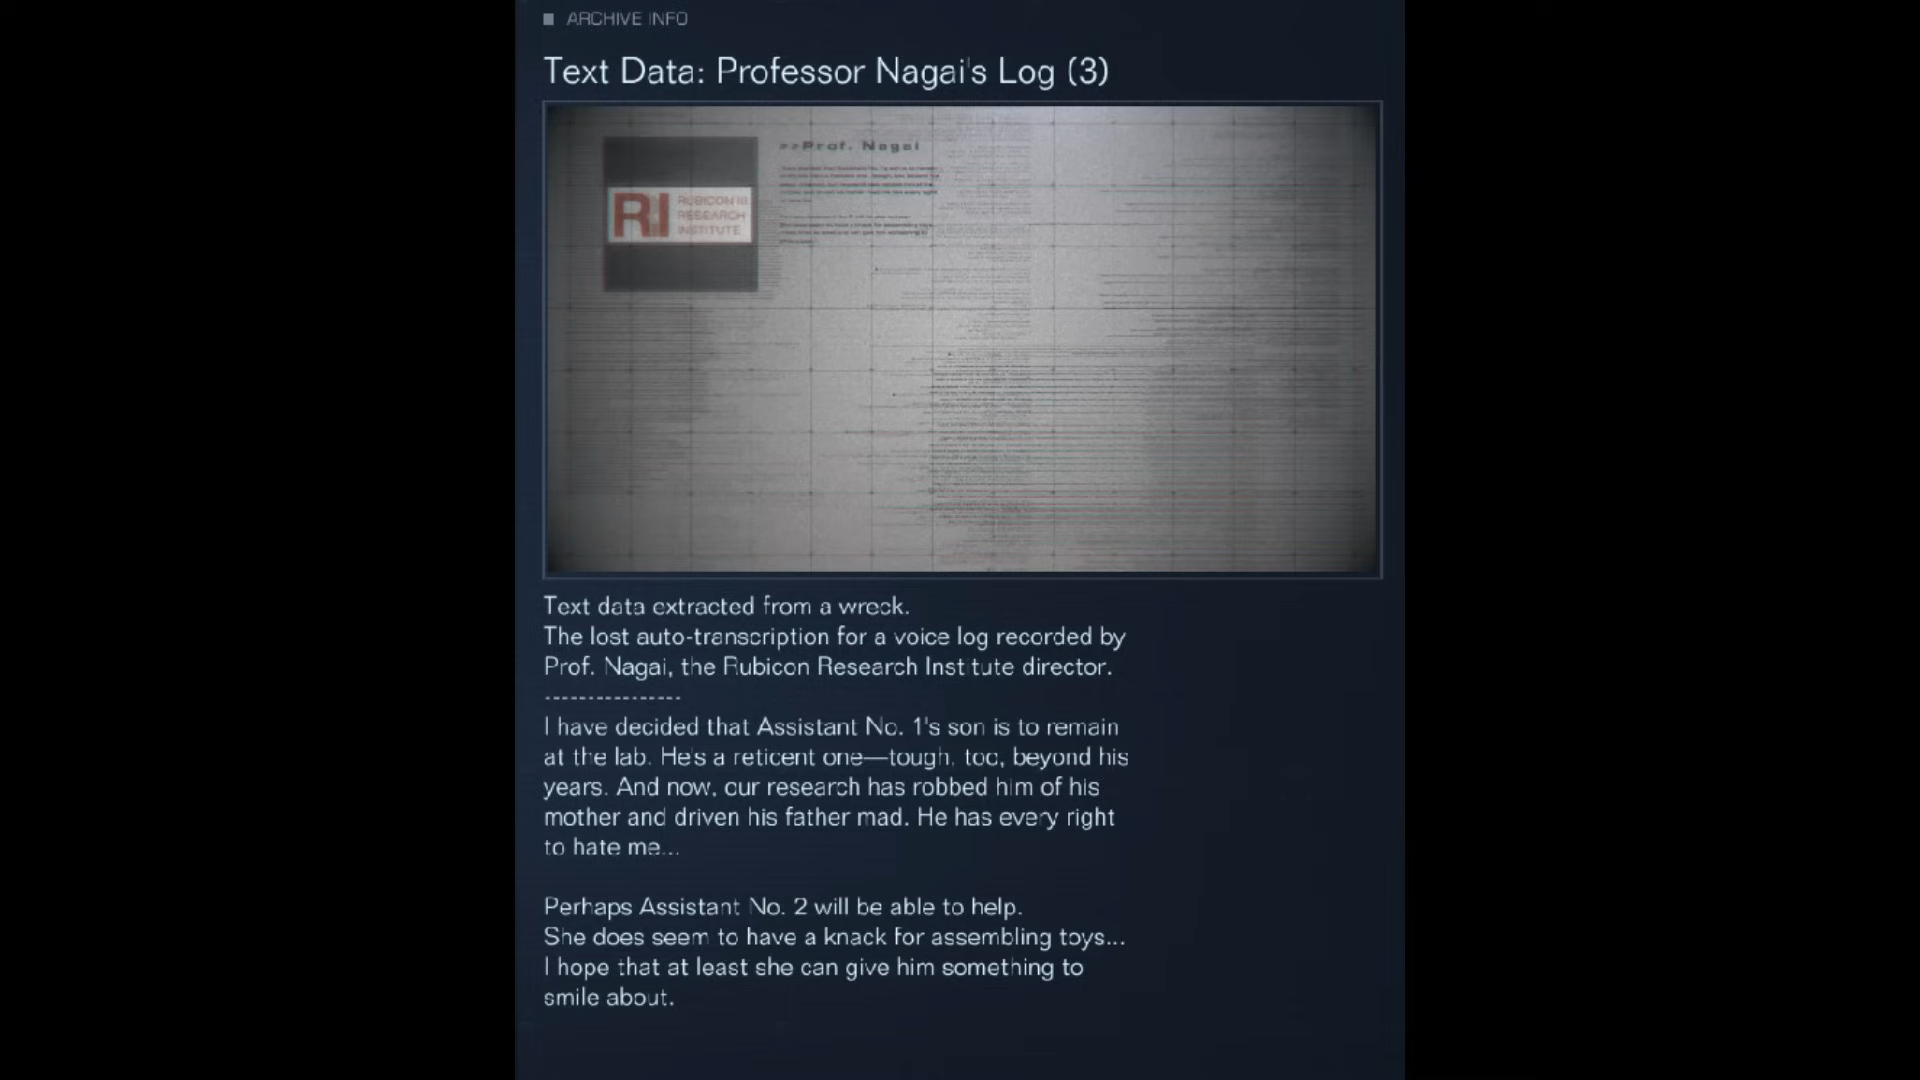 ARCHIVE INFO
Text Data: Professor Nagai's Log (3)
>>Prof. Nagai
RI RUBICON III
RESEARCH
INSTITUTE
Text data extracted from a wreck.
The lost auto-transcription for a voice log recorded by
Prof. Nagai, the Rubicon Research Institute director.
----------------
I have decided that Assistant No. 1's son is to remain
at the lab. He's a reticent one—tough, too, beyond his
years. And now, our research has robbed him of his
mother and driven his father mad. He has every right
to hate me...
Perhaps Assistant No. 2 will be able to help.
She does seem to have a knack for assembling toys...
I hope that at least she can give him something to
smile about.